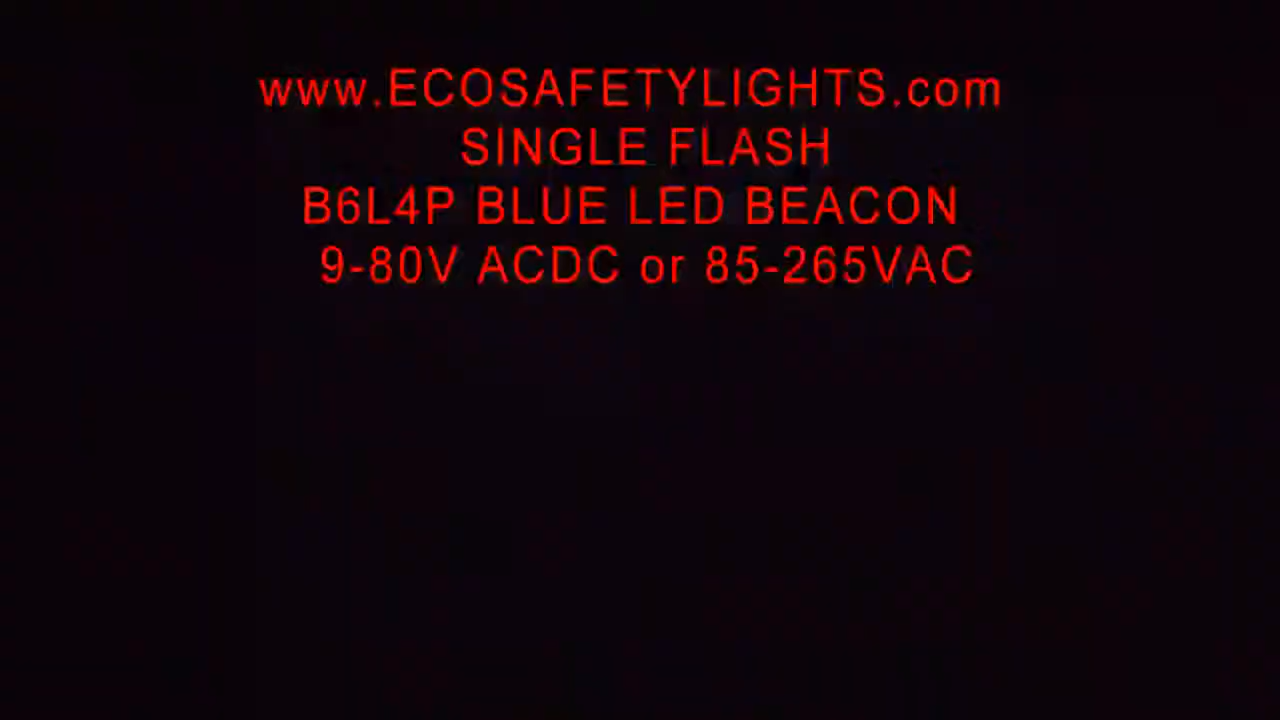 www.ECOSAFETYLIGHTS.com
SINGLE FLASH
B6L4P BLUE LED BEACON
9-80V ACDC or 85-265VAC